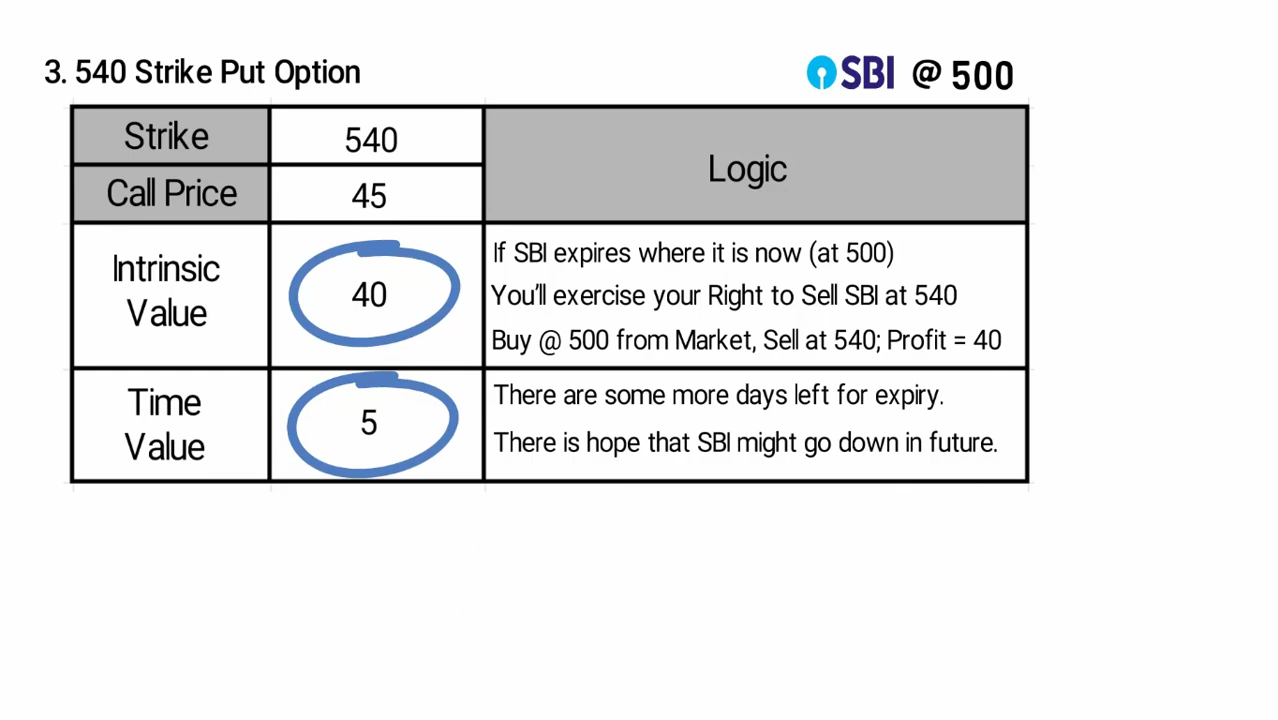 3. 540 Strike Put Option
SBI @ 500
Strike
540
Logic
Call Price
45
Intrinsic
Value
40
If SBI expires where it is now (at 500)
You'll exercise your Right to Sell SBI at 540
Buy @ 500 from Market, Sell at 540; Profit = 40
Time
Value
5
There are some more days left for expiry.
There is hope that SBI might go down in future.